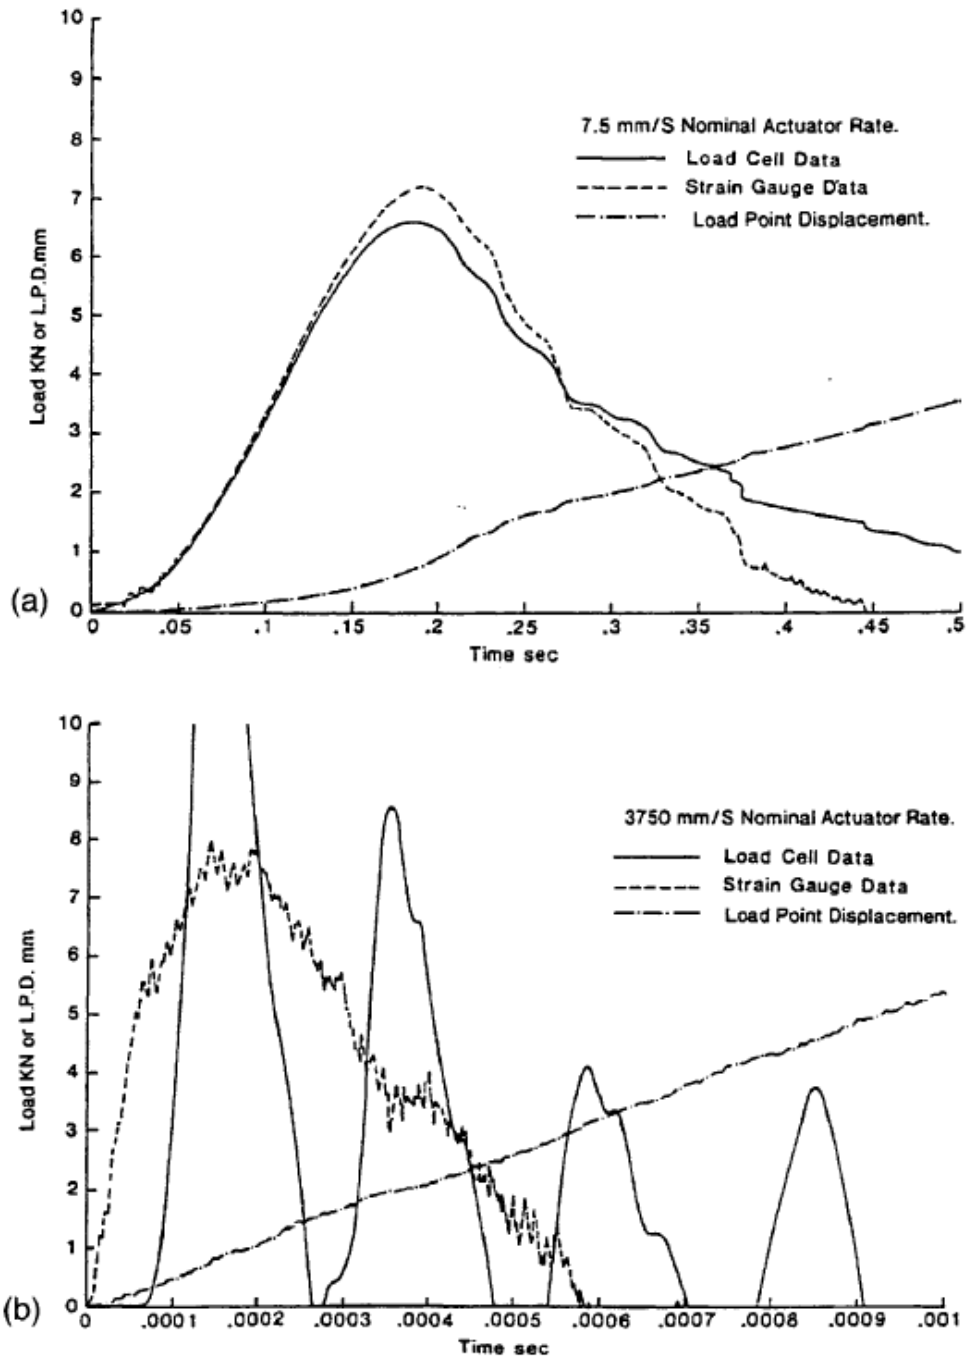 10
9
8
7
6
5
4
3
2
1
0
Load KN or L.P.D.mm
7.5 mm/S Nominal Actuator Rate.
Load Cell Data
Strain Gauge Data
Load Point Displacement.
(a)
0 .05 .1 .15 .2 .25 .3 .35 .4 .45 .5
Time sec
10
9
8
7
6
5
4
3
2
1
0
Load KN or L.P.D. mm
3750 mm/S Nominal Actuator Rate.
Load Cell Data
Strain Gauge Data
Load Point Displacement.
(b)
0 .0001 .0002 .0003 .0004 .0005 .0006 .0007 .0008 .0009 .001
Time sec